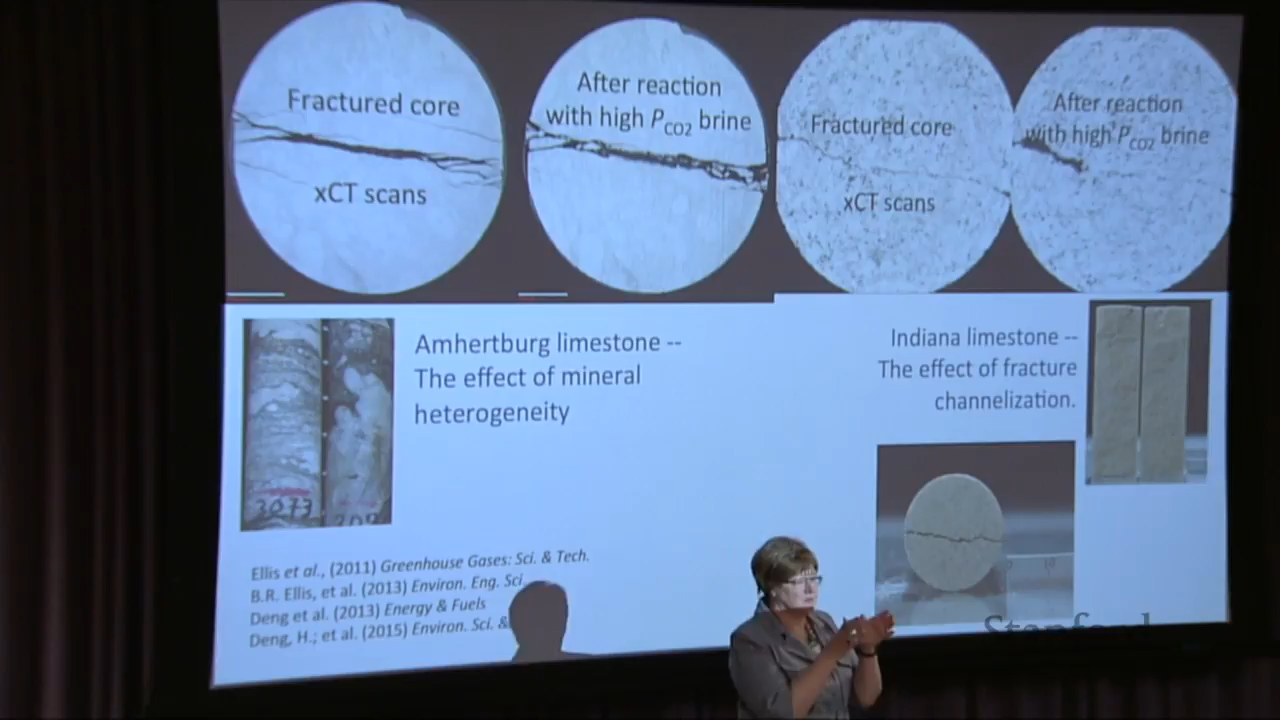 Fractured core
xCT scans
After reaction
with high PCO2 brine
Fractured core
xCT scans
After reaction
with high PCO2 brine
Amhertburg limestone --
The effect of mineral
heterogeneity
Indiana limestone --
The effect of fracture
channelization.
3073
Ellis et al., (2011) Greenhouse Gases: Sci. & Tech.
B.R. Ellis, et al. (2013) Environ. Eng. Sci
Deng et al. (2013) Energy & Fuels
Deng, H.; et al. (2015) Environ. Sci. &
Stanford